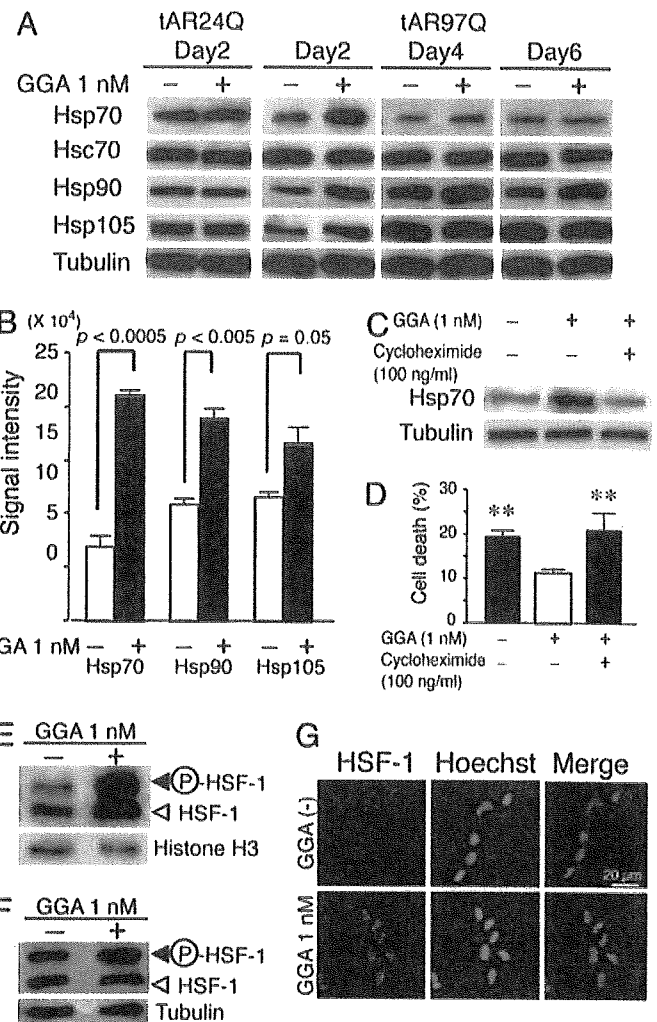 A
tAR24Q tAR97Q
Day2 Day2 Day4 Day6
GGA 1 nM − + − + − + − +
Hsp70
Hsc70
Hsp90
Hsp105
Tubulin
B (X 10⁴)
p < 0.0005 p < 0.005 p = 0.05
25
20
15
10
5
0
Signal intensity
GA 1 nM − + − + − +
Hsp70 Hsp90 Hsp105
C GGA (1 nM) − + +
Cycloheximide − − +
(100 ng/ml)
Hsp70
Tubulin
D
30
20
10
0
Cell death (%)
** **
GGA (1 nM) − + +
Cycloheximide − − +
(100 ng/ml)
E GGA 1 nM
− +
P-HSF-1
HSF-1
Histone H3
F GGA 1 nM
− +
P-HSF-1
HSF-1
Tubulin
G
HSF-1 Hoechst Merge
GGA (-)
20 μm
GGA 1 nM